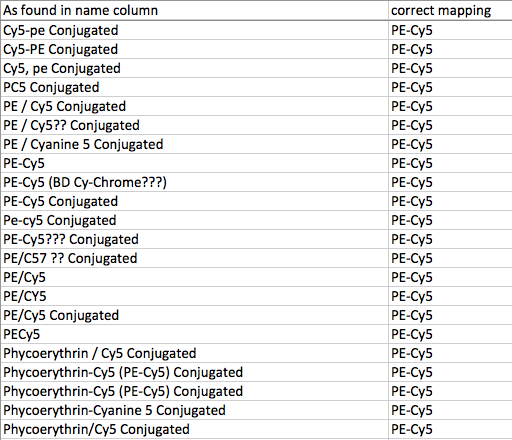 As found in name column correct mapping
Cy5-pe Conjugated PE-Cy5
Cy5-PE Conjugated PE-Cy5
Cy5, pe Conjugated PE-Cy5
PC5 Conjugated PE-Cy5
PE / Cy5 Conjugated PE-Cy5
PE / Cy5?? Conjugated PE-Cy5
PE / Cyanine 5 Conjugated PE-Cy5
PE-Cy5 PE-Cy5
PE-Cy5 (BD Cy-Chrome???) PE-Cy5
PE-Cy5 Conjugated PE-Cy5
Pe-cy5 Conjugated PE-Cy5
PE-Cy5??? Conjugated PE-Cy5
PE/C57 ?? Conjugated PE-Cy5
PE/Cy5 PE-Cy5
PE/CY5 PE-Cy5
PE/Cy5 Conjugated PE-Cy5
PECy5 PE-Cy5
Phycoerythrin / Cy5 Conjugated PE-Cy5
Phycoerythrin-Cy5 (PE-Cy5) Conjugated PE-Cy5
Phycoerythrin-Cy5 (PE-Cy5) Conjugated PE-Cy5
Phycoerythrin-Cyanine 5 Conjugated PE-Cy5
Phycoerythrin/Cy5 Conjugated PE-Cy5